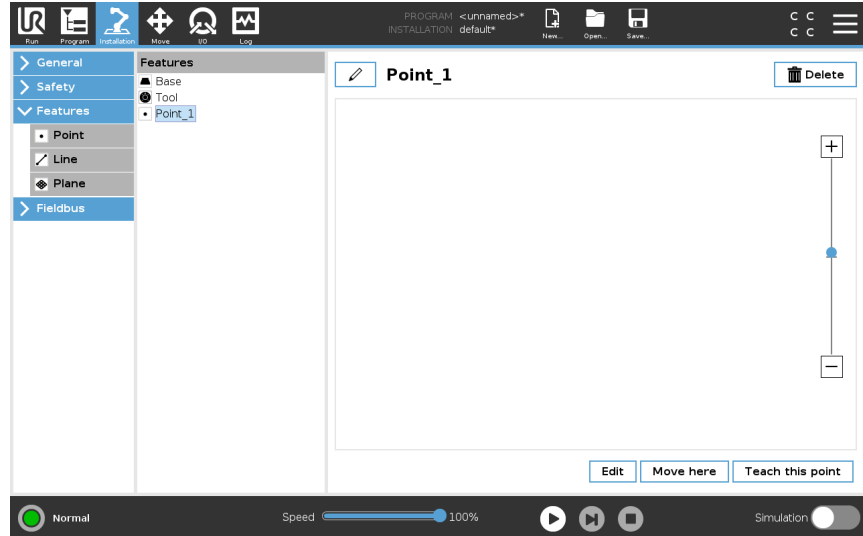 UR
PROGRAM <unnamed>*
INSTALLATION default*
C C
C C
Run Program Installation Move I/O Log
New... Open... Save...
General
Safety
Features
Point
Line
Plane
Fieldbus
Features
Base
Tool
Point_1
Point_1
Delete
Edit Move here Teach this point
Normal
Speed 100%
Simulation